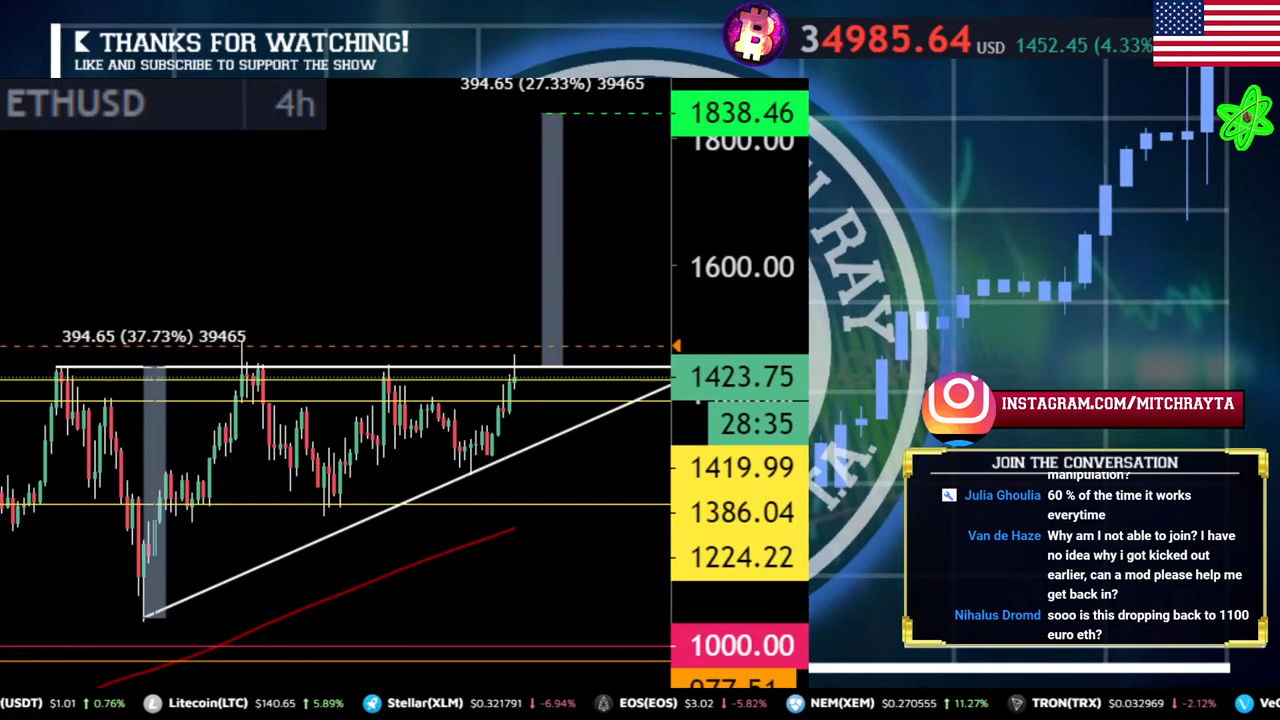 THANKS FOR WATCHING!
LIKE AND SUBSCRIBE TO SUPPORT THE SHOW
34985.64 USD 1452.45 (4.33%
ETHUSD 4h
394.65 (27.33%) 39465
1838.46
1800.00
1600.00
394.65 (37.73%) 39465
1423.75
28:35
1419.99
1386.04
1224.22
1000.00
977.51
RAY
INSTAGRAM.COM/MITCHRAYTA
JOIN THE CONVERSATION
manipulation?
Julia Ghoulia 60 % of the time it works
everytime
Van de Haze Why am I not able to join? I have
no idea why i got kicked out
earlier, can a mod please help me
get back in?
Nihalus Dromd sooo is this dropping back to 1100
euro eth?
(USDT) $1.01 0.76% Litecoin(LTC) $140.65 5.89% Stellar(XLM) $0.321791 -6.94% EOS(EOS) $3.02 -5.82% NEM(XEM) $0.270555 11.27% TRON(TRX) $0.032969 -2.12% Vec